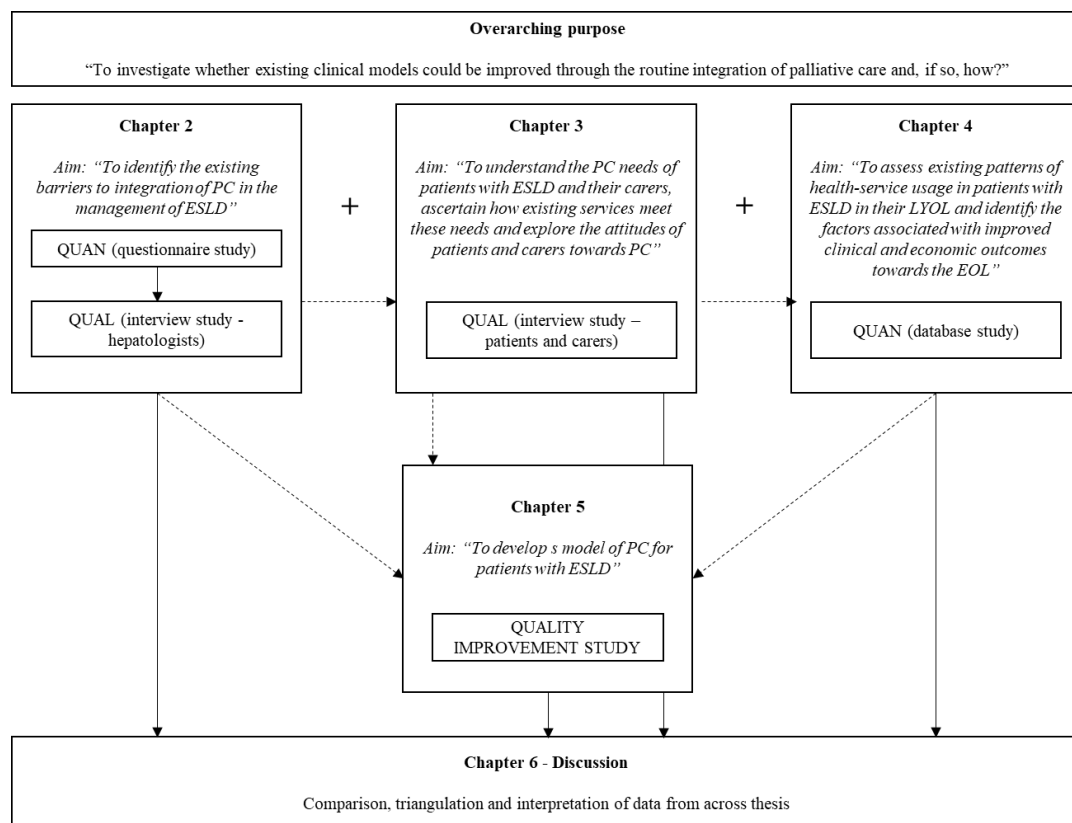 Overarching purpose
“To investigate whether existing clinical models could be improved through the routine integration of palliative care and, if so, how?”
Chapter 2
Aim: “To identify the existing
barriers to integration of PC in the
management of ESLD”
QUAN (questionnaire study)
QUAL (interview study -
hepatologists)
+
Chapter 3
Aim: “To understand the PC needs of
patients with ESLD and their carers,
ascertain how existing services meet
these needs and explore the attitudes of
patients and carers towards PC”
QUAL (interview study –
patients and carers)
+
Chapter 4
Aim: “To assess existing patterns of
health-service usage in patients with
ESLD in their LYOL and identify the
factors associated with improved
clinical and economic outcomes
towards the EOL”
QUAN (database study)
Chapter 5
Aim: “To develop s model of PC for
patients with ESLD”
QUALITY
IMPROVEMENT STUDY
Chapter 6 - Discussion
Comparison, triangulation and interpretation of data from across thesis